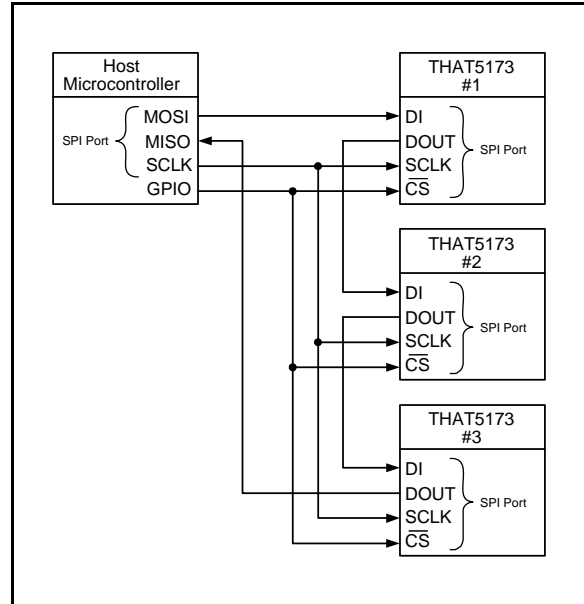 Host
Microcontroller
SPI Port
MOSI
MISO
SCLK
GPIO
THAT5173
#1
DI
DOUT
SCLK
CS
SPI Port
THAT5173
#2
DI
DOUT
SCLK
CS
SPI Port
THAT5173
#3
DI
DOUT
SCLK
CS
SPI Port